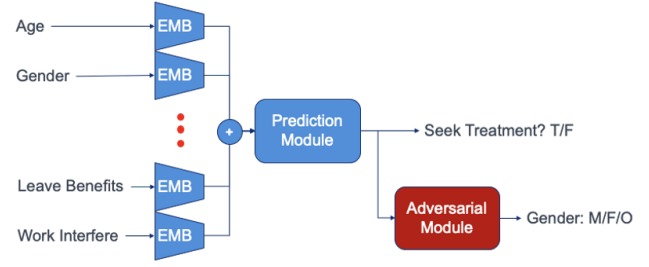 Age
EMB
Gender
EMB
+
Prediction
Module
Seek Treatment? T/F
Leave Benefits
EMB
Adversarial
Module
Gender: M/F/O
Work Interfere
EMB